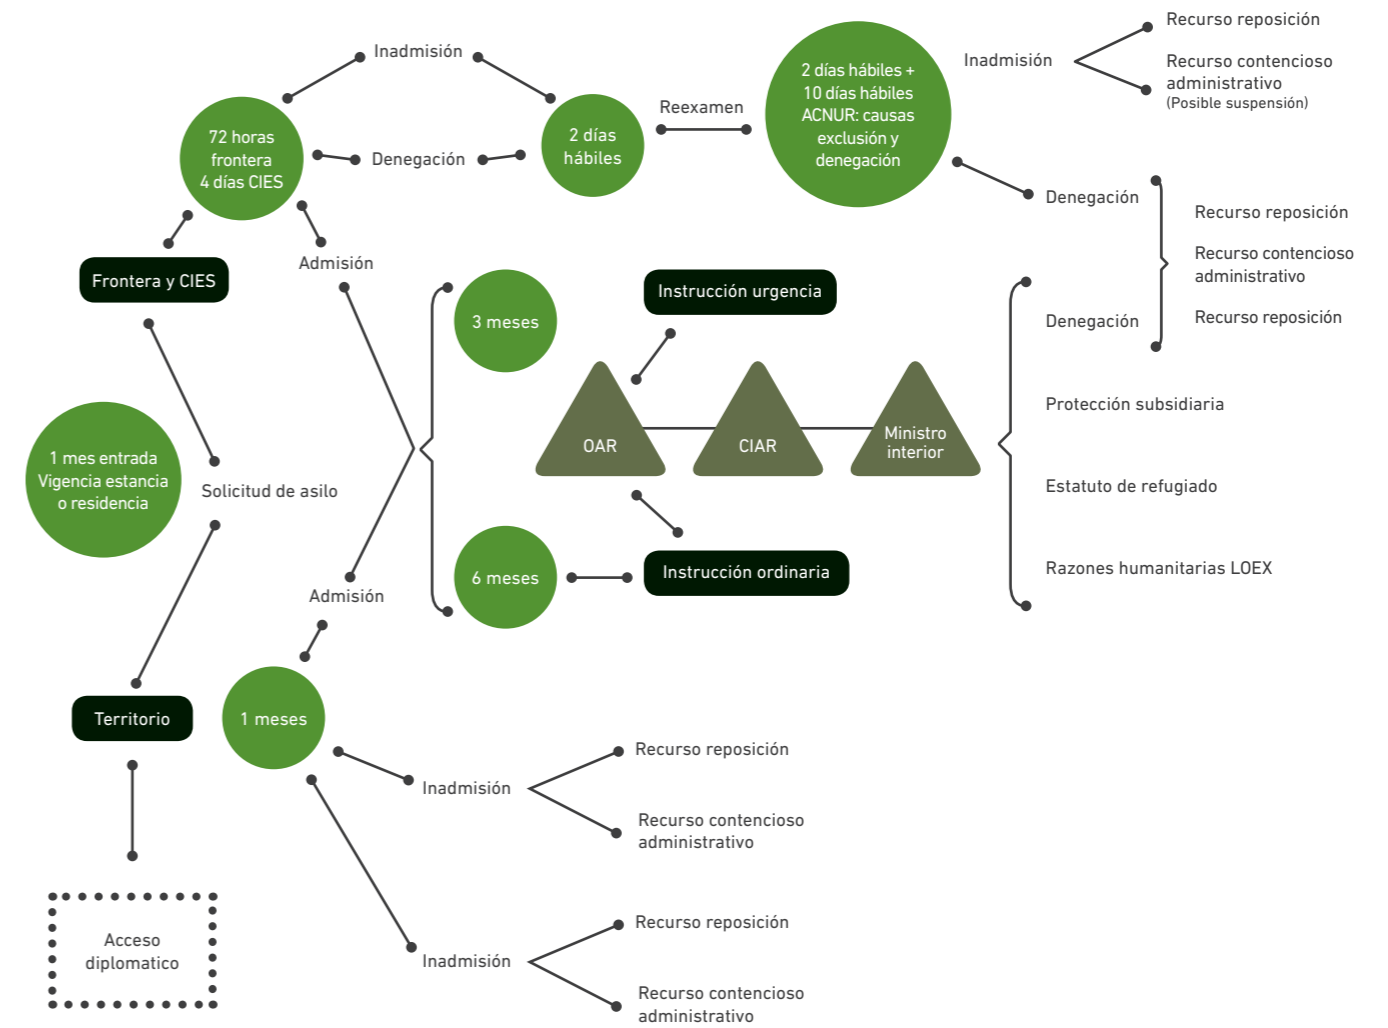 Inadmisión
72 horas
frontera
4 días CIES
Denegación
2 días
hábiles
Reexamen
2 días hábiles +
10 días hábiles
ACNUR: causas
exclusión y
denegación
Inadmisión
Recurso reposición
Recurso contencioso
administrativo
(Posible suspensión)
Denegación
Recurso reposición
Recurso contencioso
administrativo
Recurso reposición
Frontera y CIES
Admisión
3 meses
Instrucción urgencia
Denegación
OAR
CIAR
Ministro
interior
Protección subsidiaria
Estatuto de refugiado
Razones humanitarias LOEX
1 mes entrada
Vigencia estancia
o residencia
Solicitud de asilo
6 meses
Instrucción ordinaria
Admisión
Territorio
1 meses
Inadmisión
Recurso reposición
Recurso contencioso
administrativo
Acceso
diplomatico
Inadmisión
Recurso reposición
Recurso contencioso
administrativo